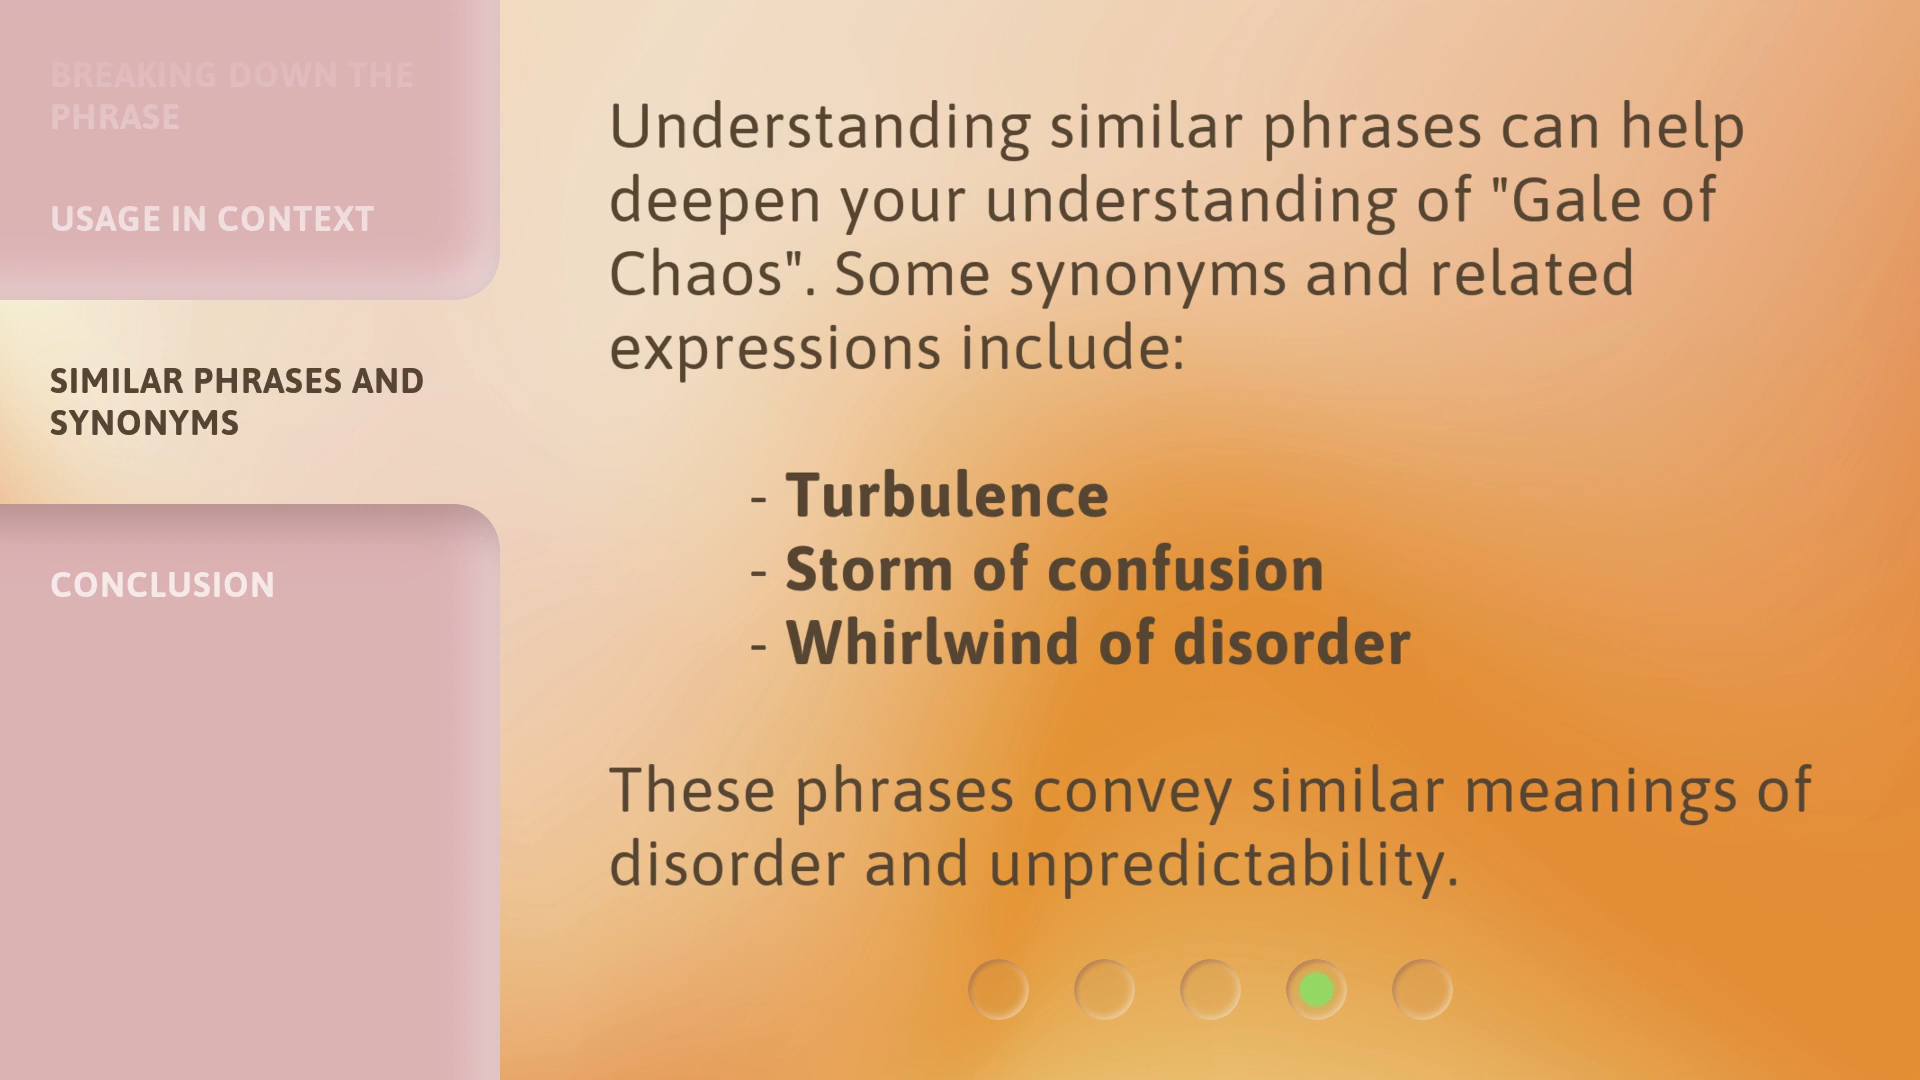 BREAKING DOWN THE
PHRASE
USAGE IN CONTEXT
SIMILAR PHRASES AND
SYNONYMS
CONCLUSION
Understanding similar phrases can help
deepen your understanding of "Gale of
Chaos". Some synonyms and related
expressions include:
- Turbulence
- Storm of confusion
- Whirlwind of disorder
These phrases convey similar meanings of
disorder and unpredictability.